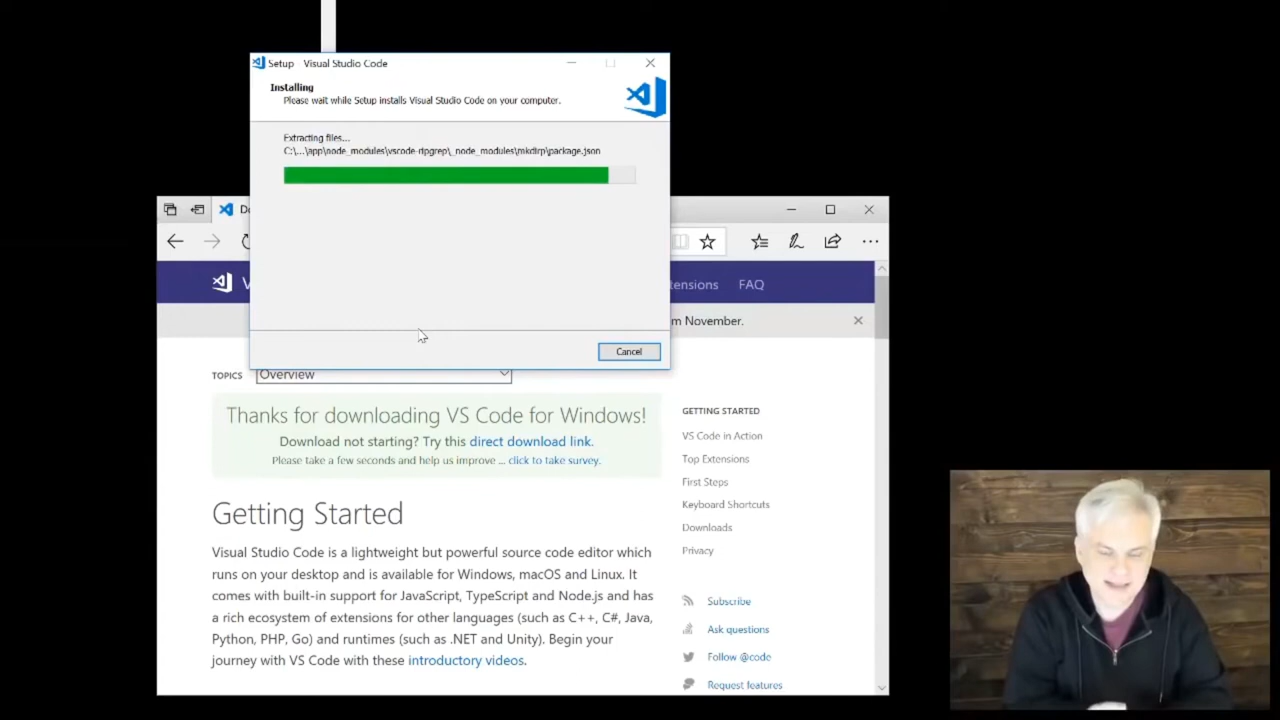 Setup Visual Studio Code
Installing
Please wait while Setup installs Visual Studio Code on your computer.
Extracting files...
C:\...\app\node_modules\vscode-ripgrep\_node_modules\mkdirp\package.json
Cancel
FAQ
m November.
TOPICS
Overview
Thanks for downloading VS Code for Windows!
Download not starting? Try this direct download link.
Please take a few seconds and help us improve ... click to take survey.
Getting Started
Visual Studio Code is a lightweight but powerful source code editor which
runs on your desktop and is available for Windows, macOS and Linux. It
comes with built-in support for JavaScript, TypeScript and Node.js and has
a rich ecosystem of extensions for other languages (such as C++, C#, Java,
Python, PHP, Go) and runtimes (such as .NET and Unity). Begin your
journey with VS Code with these introductory videos.
GETTING STARTED
VS Code in Action
Top Extensions
First Steps
Keyboard Shortcuts
Downloads
Privacy
Subscribe
Ask questions
Follow @code
Request features